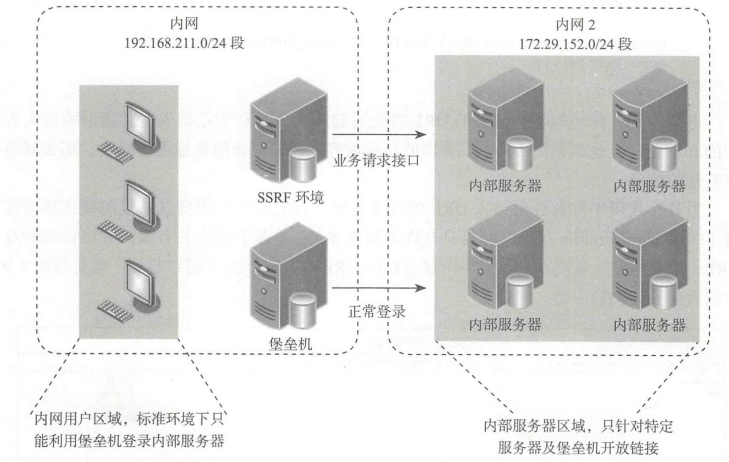 内网
192.168.211.0/24 段
内网 2
172.29.152.0/24 段
SSRF 环境
业务请求接口
内部服务器
内部服务器
堡垒机
正常登录
内部服务器
内部服务器
内网用户区域，标准环境下只
能利用堡垒机登录内部服务器
内部服务器区域，只针对特定
服务器及堡垒机开放链接